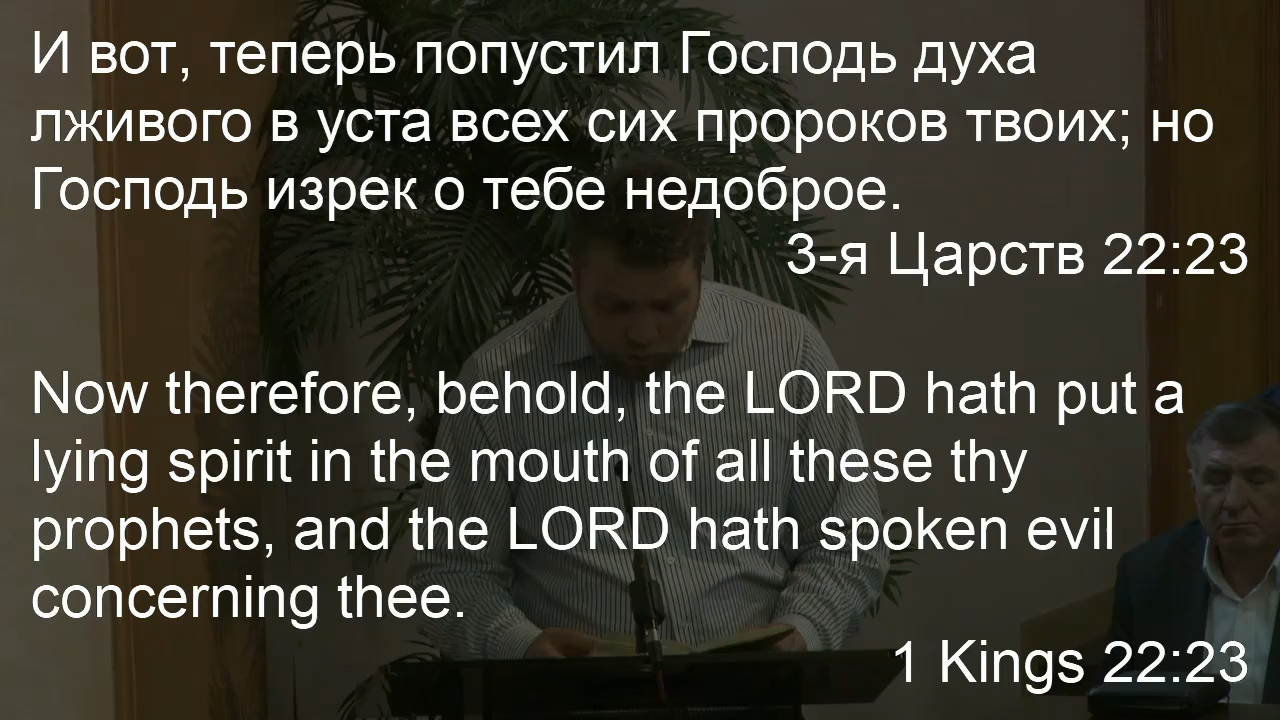 И вот, теперь попустил Господь духа
лживого в уста всех сих пророков твоих; но
Господь изрек о тебе недоброе.
3-я Царств 22:23
Now therefore, behold, the LORD hath put a
lying spirit in the mouth of all these thy
prophets, and the LORD hath spoken evil
concerning thee.
1 Kings 22:23